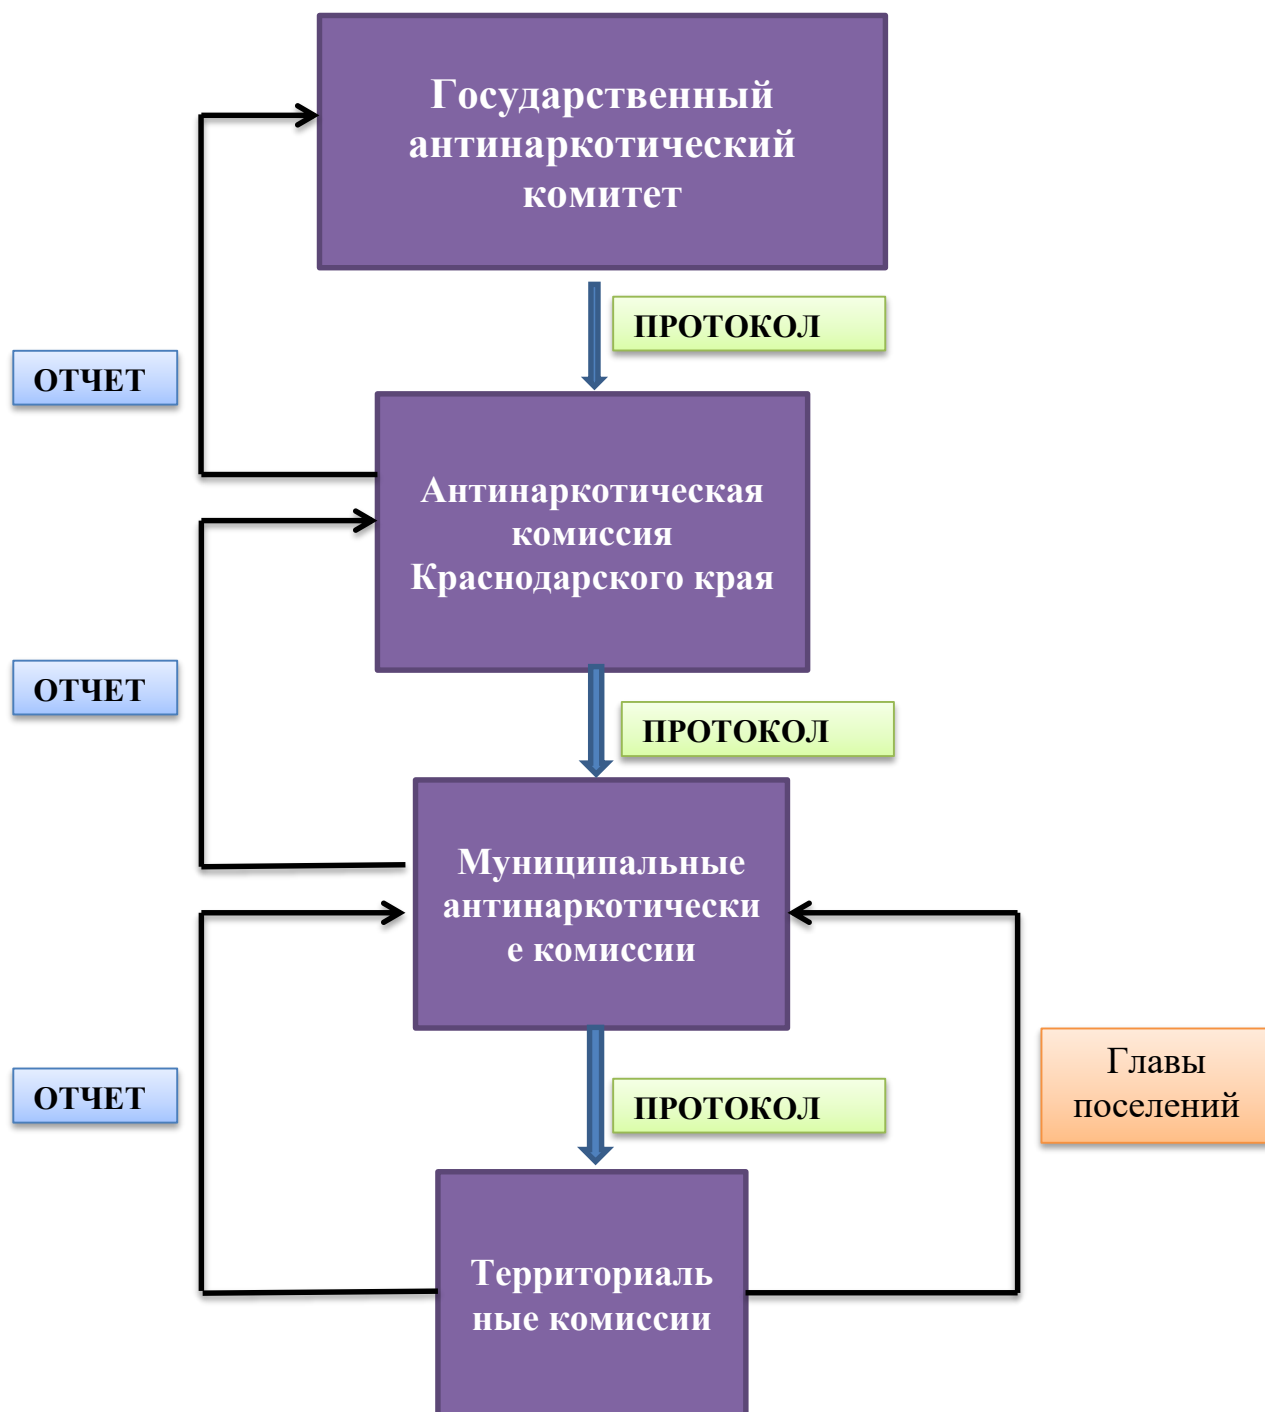 Государственный
антинаркотический
комитет
ПРОТОКОЛ
ОТЧЕТ
Антинаркотическая
комиссия
Краснодарского края
ОТЧЕТ
ПРОТОКОЛ
Муниципальные
антинаркотически
е комиссии
Главы
поселений
ОТЧЕТ
ПРОТОКОЛ
Территориаль
ные комиссии